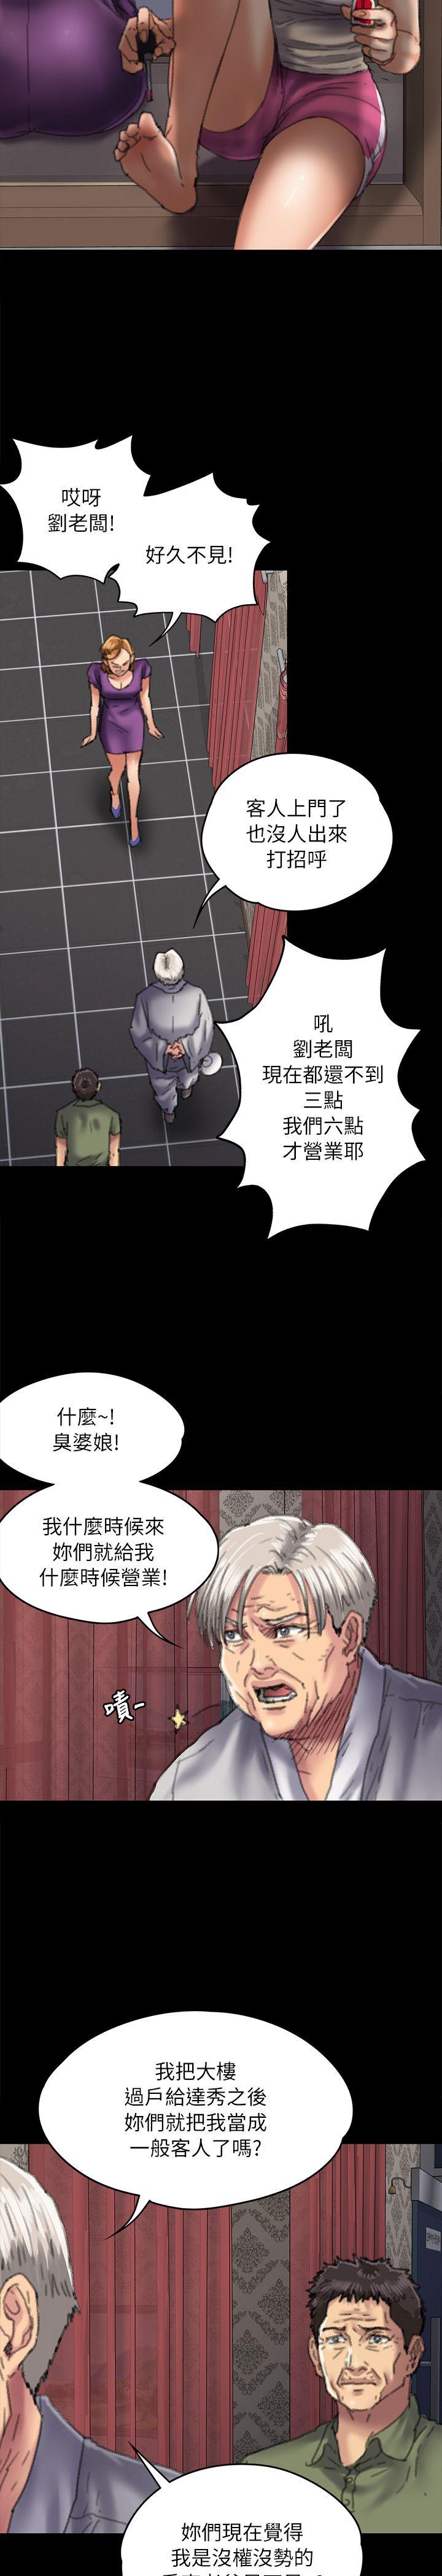 哎呀
劉老闆!
好久不見!
客人上門了
也沒人出來
打招呼
吼
劉老闆
現在都還不到
三點
我們六點
才營業耶
什麼~!
臭婆娘!
我什麼時候來
妳們就給我
什麼時候營業!
嘖-
我把大樓
過戶給達秀之後
妳們就把我當成
一般客人了嗎?
妳們現在覺得
我是沒權沒勢的